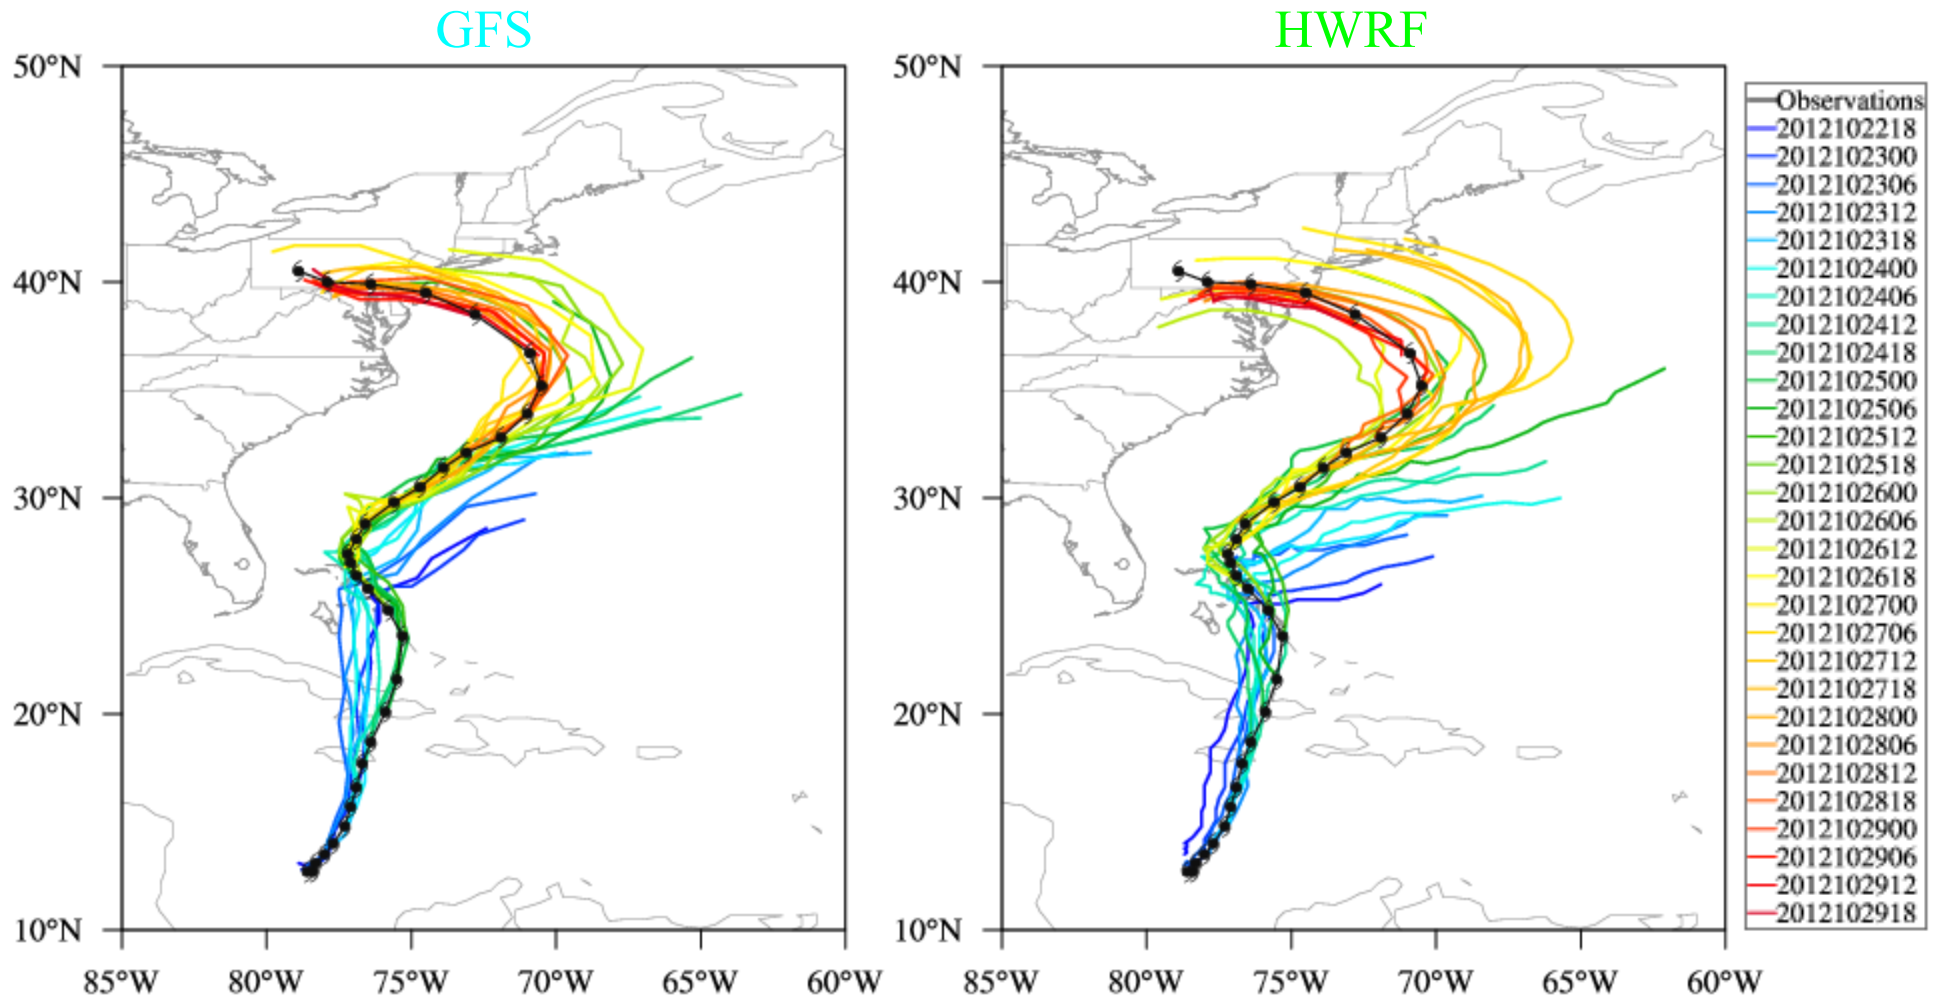 GFS
HWRF
50°N
40°N
30°N
20°N
10°N
85°W
80°W
75°W
70°W
65°W
60°W
50°N
40°N
30°N
20°N
10°N
85°W
80°W
75°W
70°W
65°W
60°W
Observations
2012102218
2012102300
2012102306
2012102312
2012102318
2012102400
2012102406
2012102412
2012102418
2012102500
2012102506
2012102512
2012102518
2012102600
2012102606
2012102612
2012102618
2012102700
2012102706
2012102712
2012102718
2012102800
2012102806
2012102812
2012102818
2012102900
2012102906
2012102912
2012102918